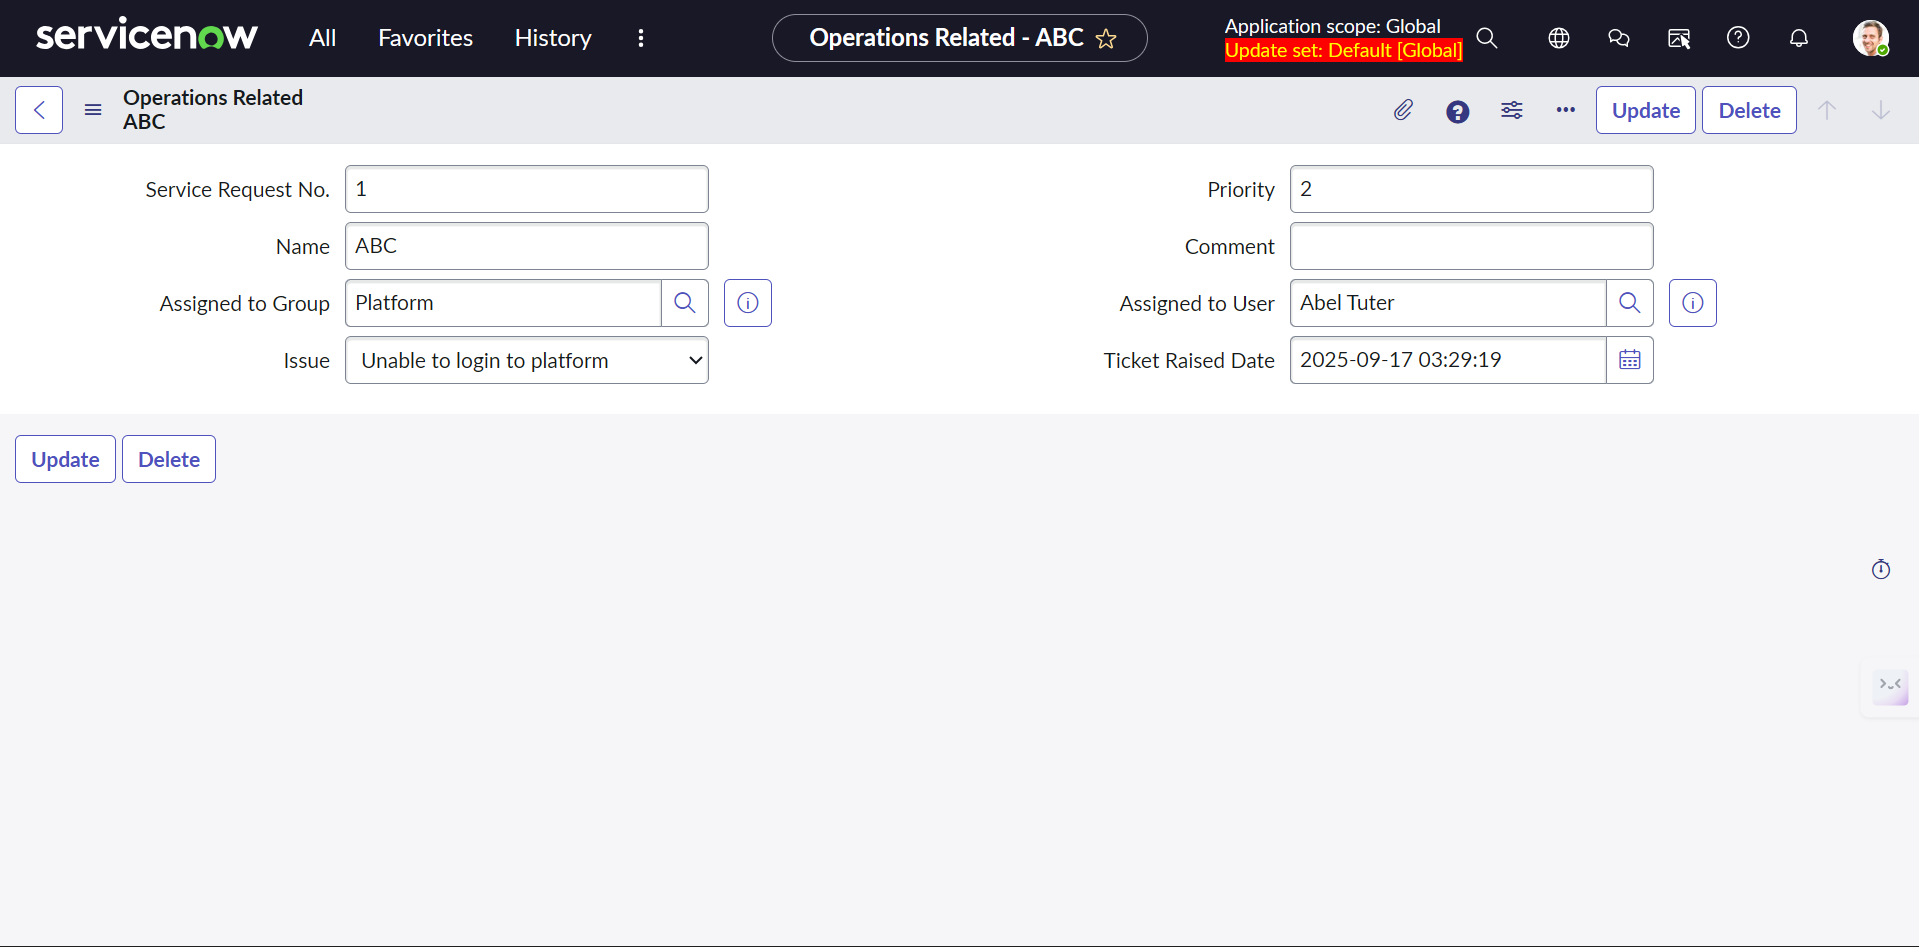 servicenow
All
Favorites
History
Operations Related - ABC
Application scope: Global
Update set: Default [Global]
Operations Related
ABC
Update
Delete
Service Request No.
1
Priority
2
Name
ABC
Comment
Assigned to Group
Platform
Assigned to User
Abel Tuter
Issue
Unable to login to platform
Ticket Raised Date
2025-09-17 03:29:19
Update
Delete